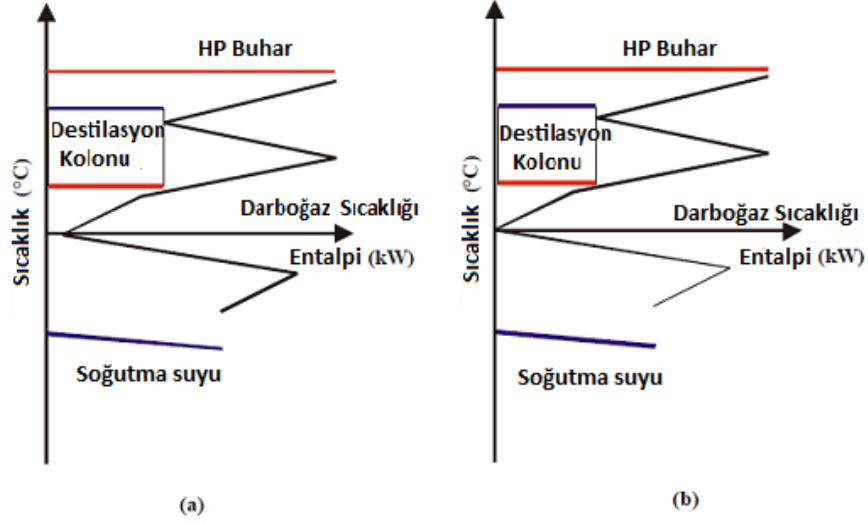 HP Buhar
Destilasyon
Kolonu
Sıcaklık (°C)
Darboğaz Sıcaklığı
Entalpi (kW)
Soğutma suyu
(a)
HP Buhar
Destilasyon
Kolonu
Sıcaklık (°C)
Darboğaz Sıcaklığı
Entalpi (kW)
Soğutma suyu
(b)